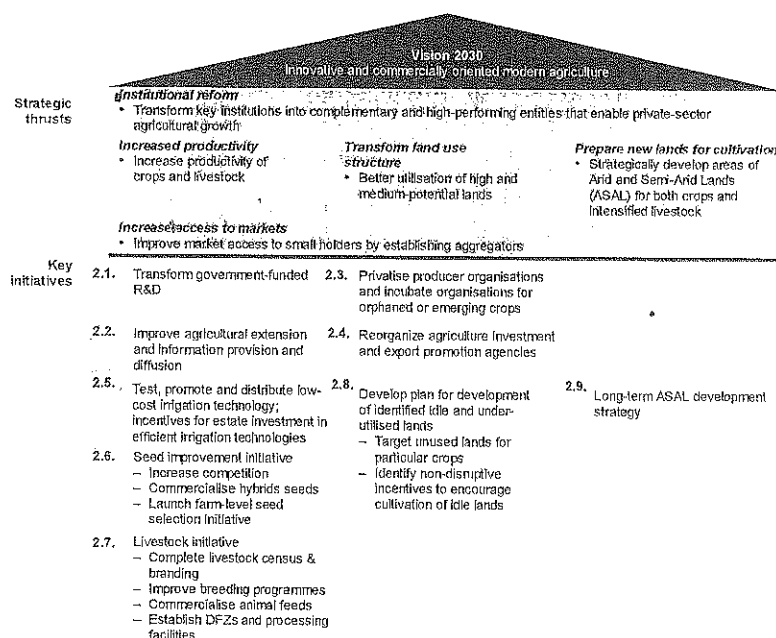 Vision 2030
Innovative and commercially oriented modern agriculture
Strategic
thrusts
Institutional reform
• Transform key institutions into complementary and high-performing entities that enable private-sector
agricultural growth
Increased productivity
• Increase productivity of
crops and livestock
Transform land use
structure
• Better utilisation of high and
medium-potential lands
Prepare new lands for cultivation
• Strategically develop areas of
Arid and Semi-Arid Lands
(ASAL) for both crops and
intensified livestock
Increase access to markets
• Improve market access to small holders by establishing aggregators
Key
initiatives
2.1. Transform government-funded
R&D
2.3. Privatise producer organisations
and incubate organisations for
orphaned or emerging crops
2.2. Improve agricultural extension
and information provision and
diffusion
2.4. Reorganize agriculture investment
and export promotion agencies
2.5. Test, promote and distribute low-
cost irrigation technology;
incentives for estate investment in
efficient irrigation technologies
2.8. Develop plan for development
of identified idle and under-
utilised lands
– Target unused lands for
particular crops
– Identify non-disruptive
incentives to encourage
cultivation of idle lands
2.9. Long-term ASAL development
strategy
2.6. Seed improvement initiative
– Increase competition
– Commercialise hybrids seeds
– Launch farm-level seed
selection initiative
2.7. Livestock initiative
– Complete livestock census &
branding
– Improve breeding programmes
– Commercialise animal feeds
– Establish DFZs and processing
facilities